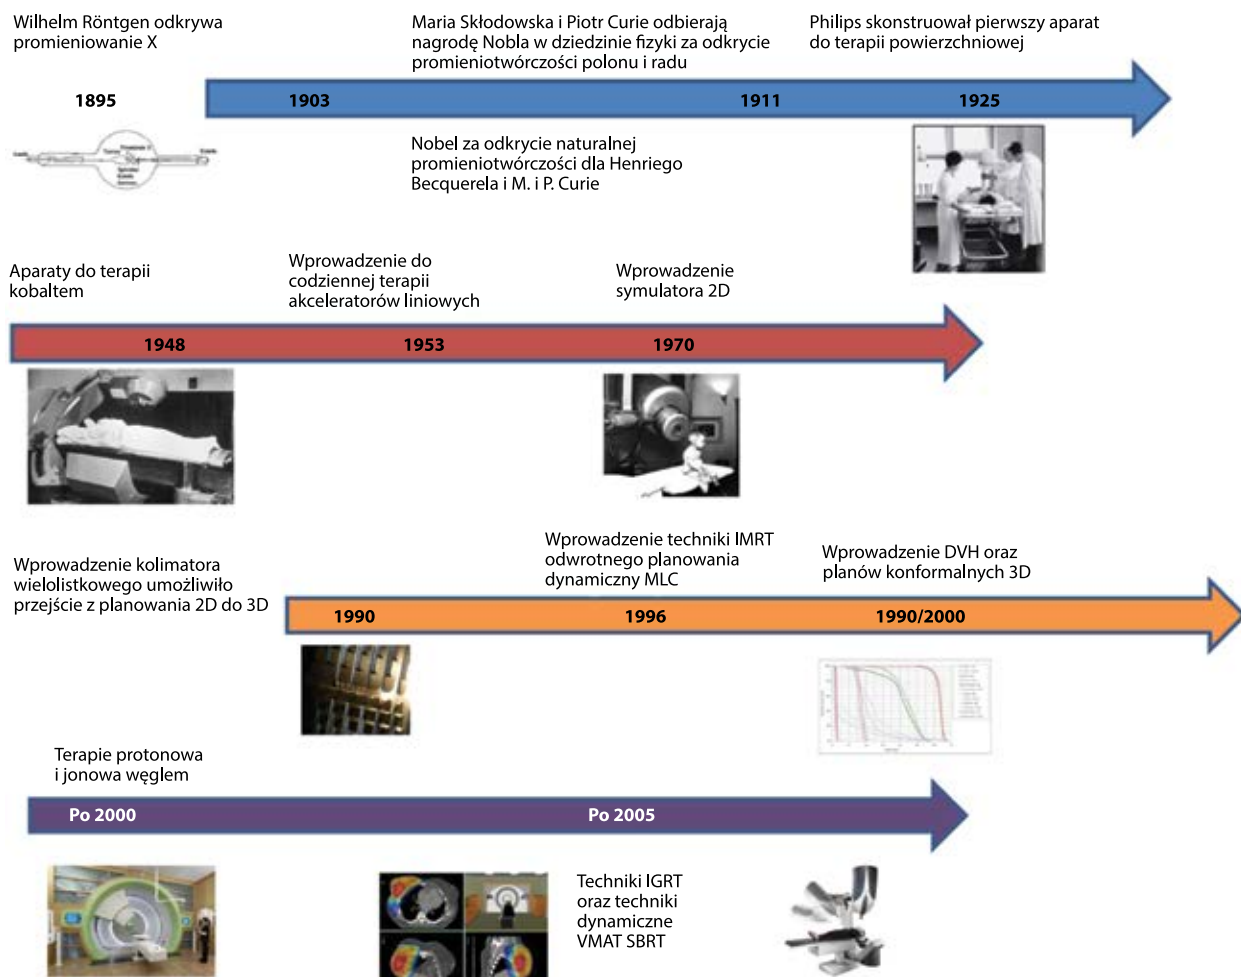 Wilhelm Röntgen odkrywa
promieniowanie X
Maria Skłodowska i Piotr Curie odbierają
nagrodę Nobla w dziedzinie fizyki za odkrycie
promieniotwórczości polonu i radu
Philips skonstruował pierwszy aparat
do terapii powierzchniowej
1895
1903
1911
1925
Nobel za odkrycie naturalnej
promieniotwórczości dla Henriego
Becquerela i M. i P. Curie
Aparaty do terapii
kobaltem
Wprowadzenie do
codziennej terapii
akceleratorów liniowych
Wprowadzenie
symulatora 2D
1948
1953
1970
Wprowadzenie kolimatora
wielolistkowego umożliwiło
przejście z planowania 2D do 3D
Wprowadzenie techniki IMRT
odwrotnego planowania
dynamiczny MLC
Wprowadzenie DVH oraz
planów konformalnych 3D
1990
1996
1990/2000
Terapie protonowa
i jonowa węglem
Po 2000
Po 2005
Techniki IGRT
oraz techniki
dynamiczne
VMAT SBRT